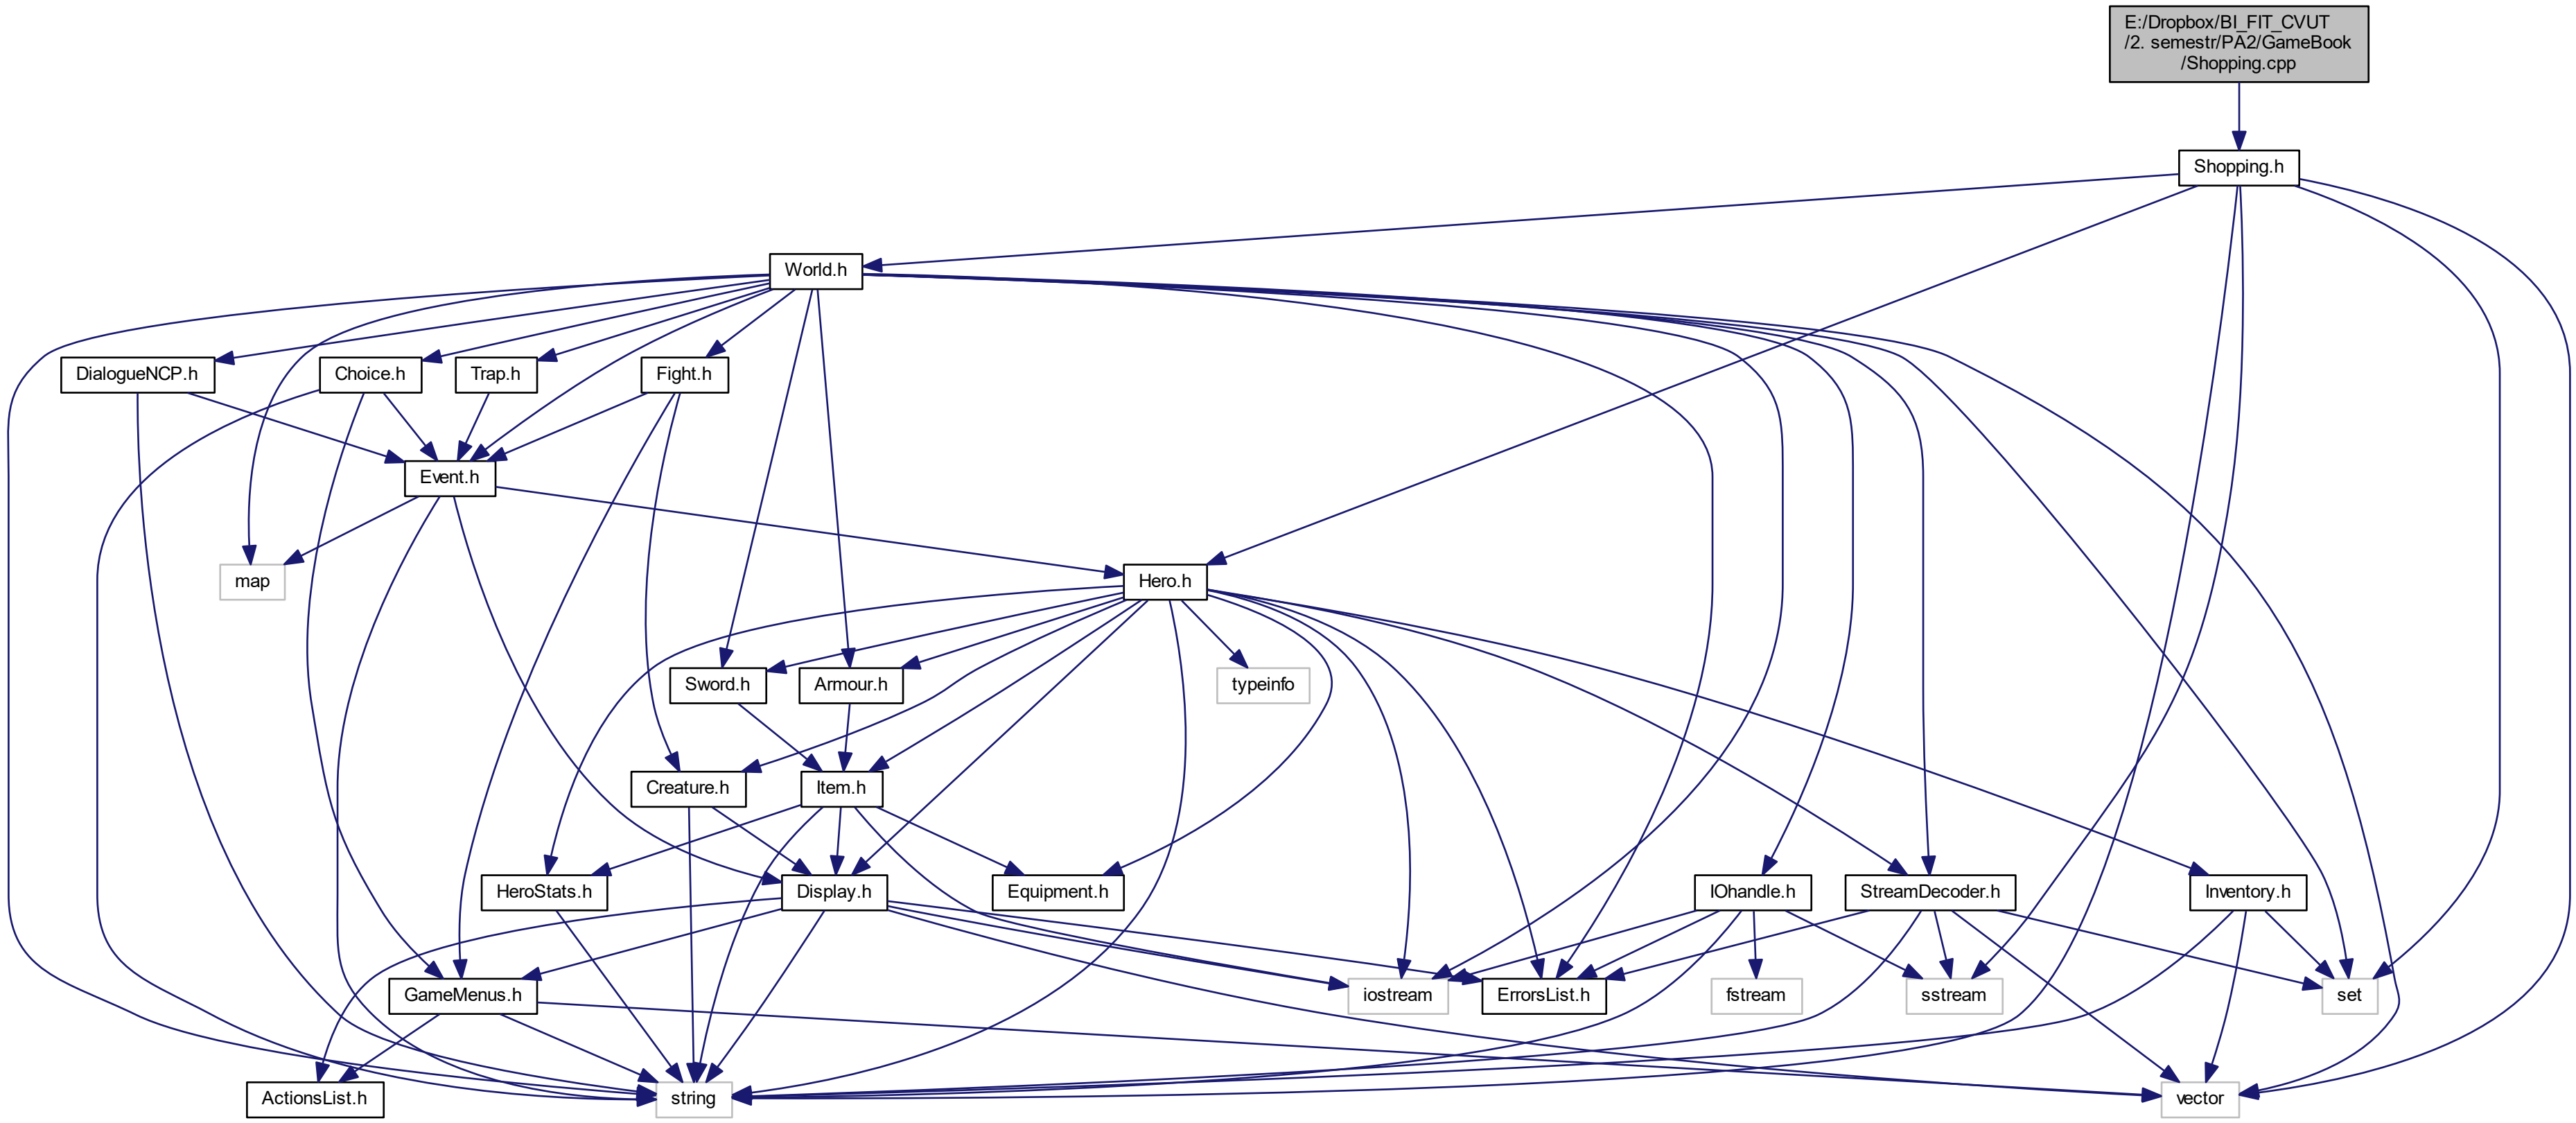 E:/Dropbox/BI_FIT_CVUT
/2. semestr/PA2/GameBook
/Shopping.cpp
Shopping.h
World.h
DialogueNCP.h
Choice.h
Trap.h
Fight.h
Event.h
map
Hero.h
Sword.h
Armour.h
typeinfo
Creature.h
Item.h
HeroStats.h
Display.h
Equipment.h
IOhandle.h
StreamDecoder.h
Inventory.h
GameMenus.h
iostream
ErrorsList.h
fstream
sstream
set
ActionsList.h
string
vector